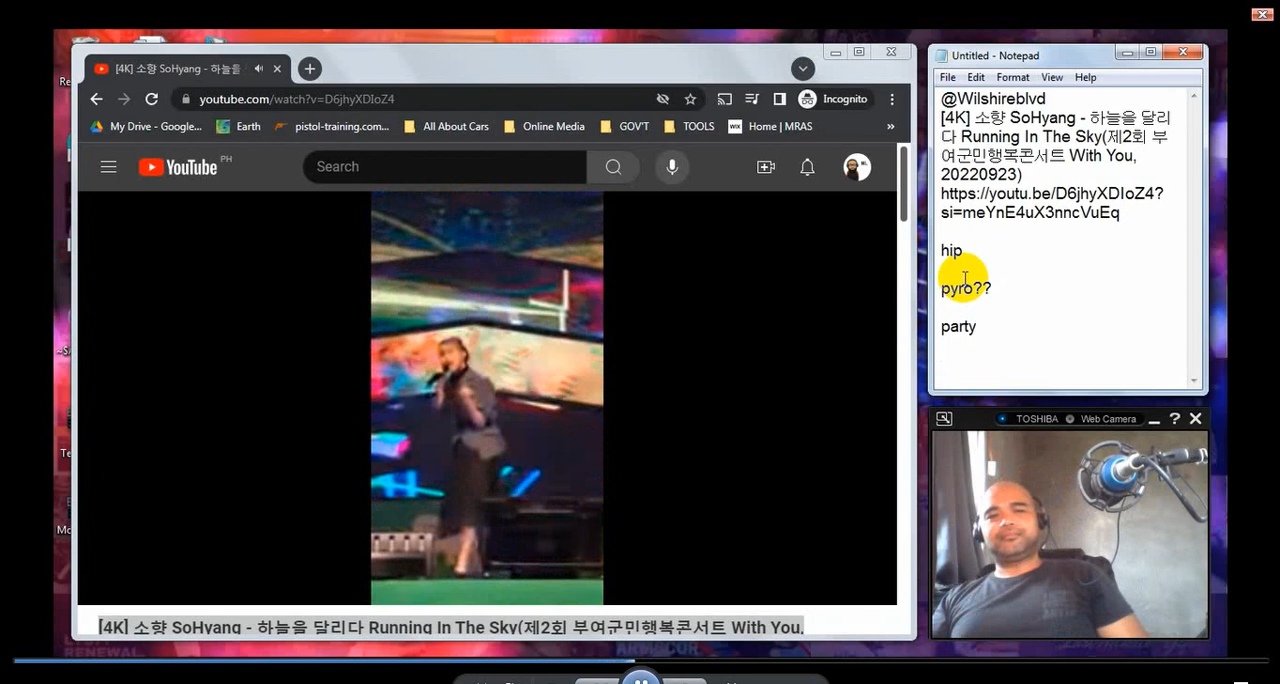 [4K] 소향 SoHyang - 하늘을
youtube.com/watch?v=D6jhyXDIoZ4
Incognito
My Drive - Google...
Earth
pistol-training.com...
All About Cars
Online Media
GOV'T
TOOLS
WIX
Home | MRAS
»
YouTube PH
Search
[4K] 소향 SoHyang - 하늘을 달리다 Running In The Sky(제2회 부여군민행복콘서트 With You,
Untitled - Notepad
File Edit Format View Help
@Wilshireblvd
[4K] 소향 SoHyang - 하늘을 달리
다 Running In The Sky(제2회 부
여군민행복콘서트 With You,
20220923)
https://youtu.be/D6jhyXDIoZ4?
si=meYnE4uX3nncVuEq
hip
pyro??
party
TOSHIBA Web Camera
RENEWAL
ARMSCOR